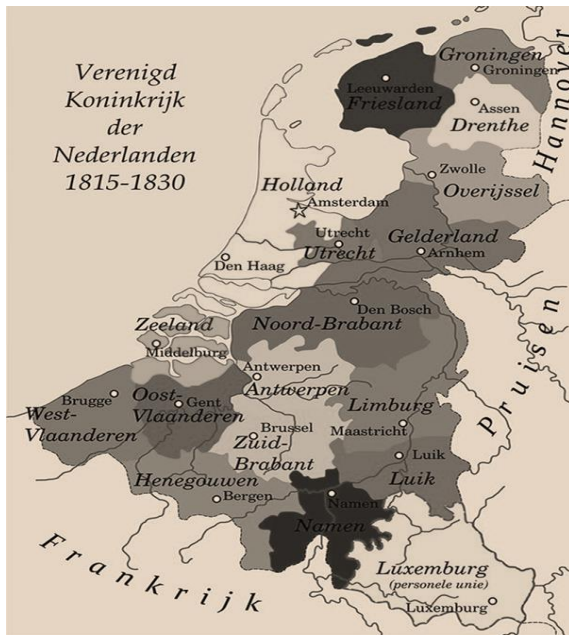 Verenigd
Koninkrijk
der
Nederlanden
1815-1830
Groningen
Groningen
Leeuwarden
Friesland
Assen
Drenthe
Hannover
Zwolle
Overijssel
Holland
Amsterdam
Utrecht
Utrecht
Gelderland
Arnhem
Den Haag
Den Bosch
Noord-Brabant
Zeeland
Middelburg
Pruisen
Antwerpen
Antwerpen
Brugge
West-
Vlaanderen
Oost-
Vlaanderen
Gent
Brussel
Zuid-
Brabant
Limburg
Maastricht
Luik
Luik
Henegouwen
Bergen
Namen
Namen
Frankrijk
Luxemburg
(personele unie)
Luxemburg